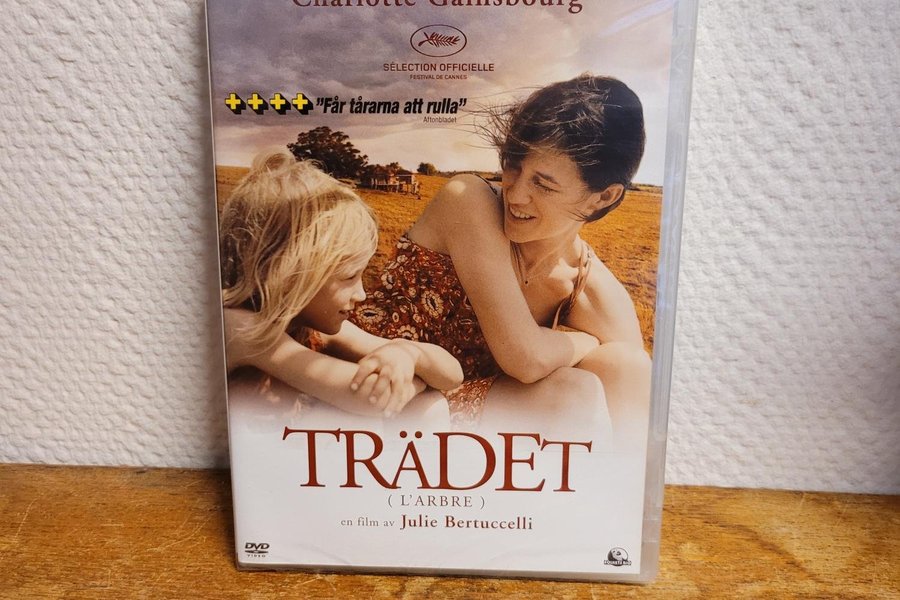 Charlotte Gainsbourg
SÉLECTION OFFICIELLE
FESTIVAL DE CANNES
"Får tårarna att rulla"
Aftonbladet
TRÄDET
( L'ARBRE )
en film av Julie Bertuccelli
DVD
VIDEO